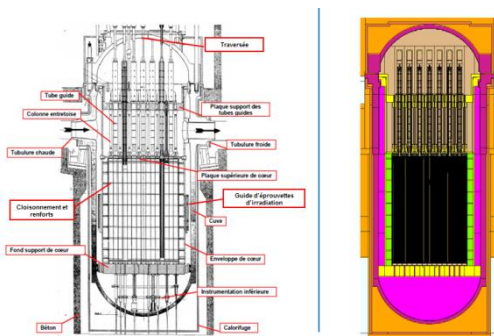 Traversée
Tube guide
Colonne entretoise
Plaque support des
tubes guides
Tubulure chaude
Tubulure froide
Plaque supérieure de cœur
Cloisonnement et
renforts
Guide d'éprouvettes
d'irradiation
Cuve
Fond support de cœur
Enveloppe de cœur
Instrumentation inférieure
Béton
Calorifuge